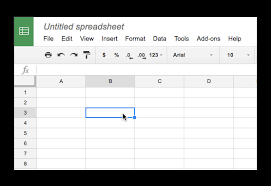 Untitled spreadsheet
File Edit View Insert Format Data Tools Add-ons Help
$ % .0 .00 123 Arial 10
fx
A B C D
1
2
3
4
5
6
7
8